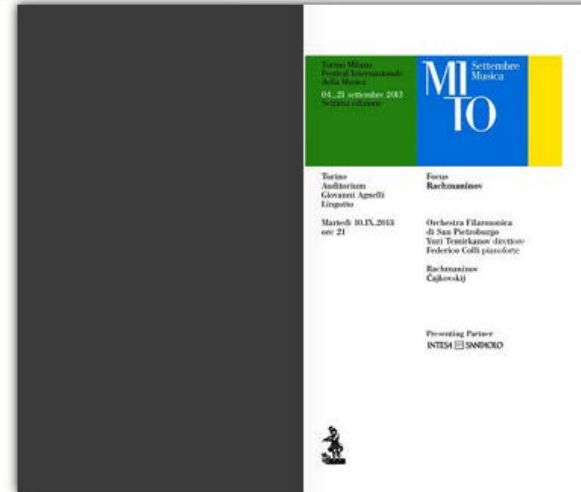 Torino Milano
Festival Internazionale
della Musica
04_21 settembre 2013
Settima edizione
MI
TO
Settembre
Musica
Torino
Auditorium
Giovanni Agnelli
Lingotto
Martedì 10.IX.2013
ore 21
Focus
Rachmaninov
Orchestra Filarmonica
di San Pietroburgo
Yuri Temirkanov direttore
Federico Colli pianoforte
Rachmaninov
Čajkovskij
Presenting Partner
INTESA SANPAOLO